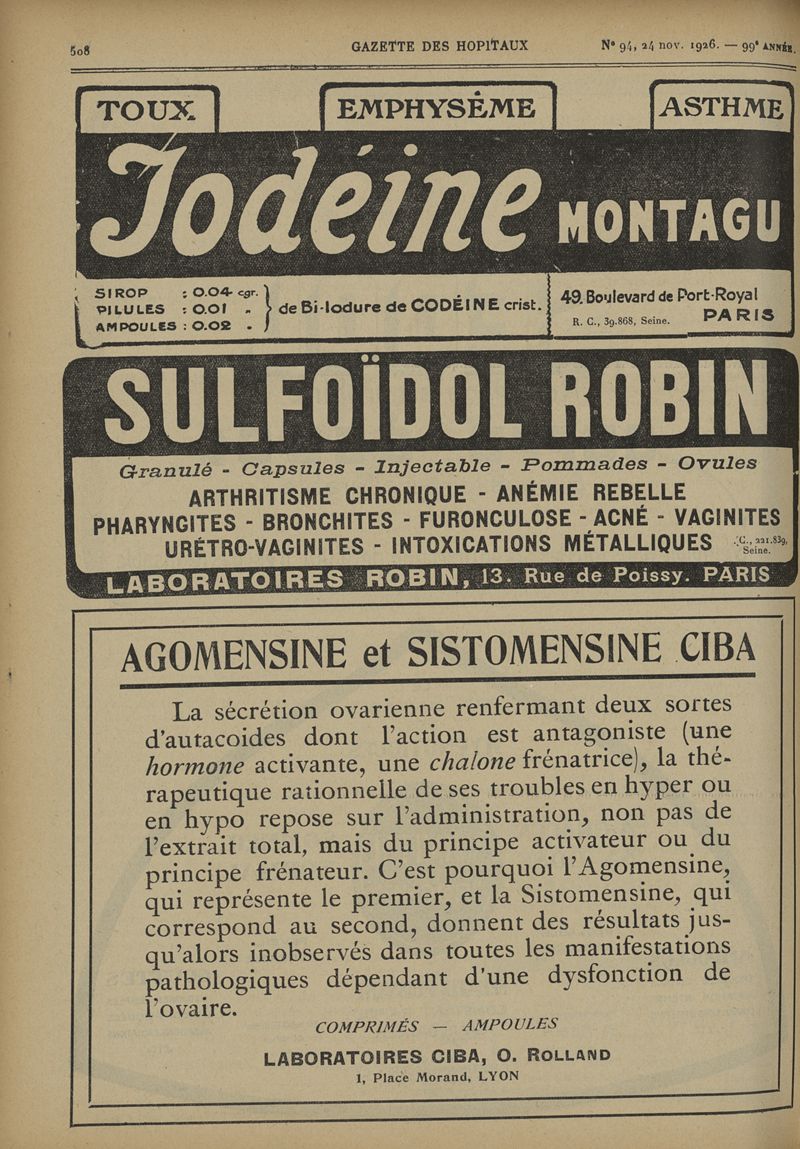 508
GAZETTE DES HOPITAUX
N° 94, 24 nov. 1926. — 99e ANNÉE.
TOUX
EMPHYSÈME
ASTHME
Iodéine MONTAGU
SIROP : 0.04 cgr.
PILULES : 0.01 "
AMPOULES : 0.02 "
de Bi-Iodure de CODÉINE crist.
49, Boulevard de Port-Royal
R. C., 39.868, Seine.
PARIS
SULFOÏDOL ROBIN
Granulé - Capsules - Injectable - Pommades - Ovules
ARTHRITISME CHRONIQUE - ANÉMIE REBELLE
PHARYNGITES - BRONCHITES - FURONCULOSE - ACNÉ - VAGINITES
URÉTRO-VAGINITES - INTOXICATIONS MÉTALLIQUES
C., 221.839,
Seine.
LABORATOIRES ROBIN, 13. Rue de Poissy. PARIS
AGOMENSINE et SISTOMENSINE CIBA
La sécrétion ovarienne renfermant deux sortes
d'autacoides dont l'action est antagoniste (une
hormone activante, une chalone frénatrice), la thé-
rapeutique rationnelle de ses troubles en hyper ou
en hypo repose sur l'administration, non pas de
l'extrait total, mais du principe activateur ou du
principe frénateur. C'est pourquoi l'Agomensine,
qui représente le premier, et la Sistomensine, qui
correspond au second, donnent des résultats jus-
qu'alors inobservés dans toutes les manifestations
pathologiques dépendant d'une dysfonction de
l'ovaire.
COMPRIMÉS — AMPOULES
LABORATOIRES CIBA, O. ROLLAND
1, Place Morand, LYON